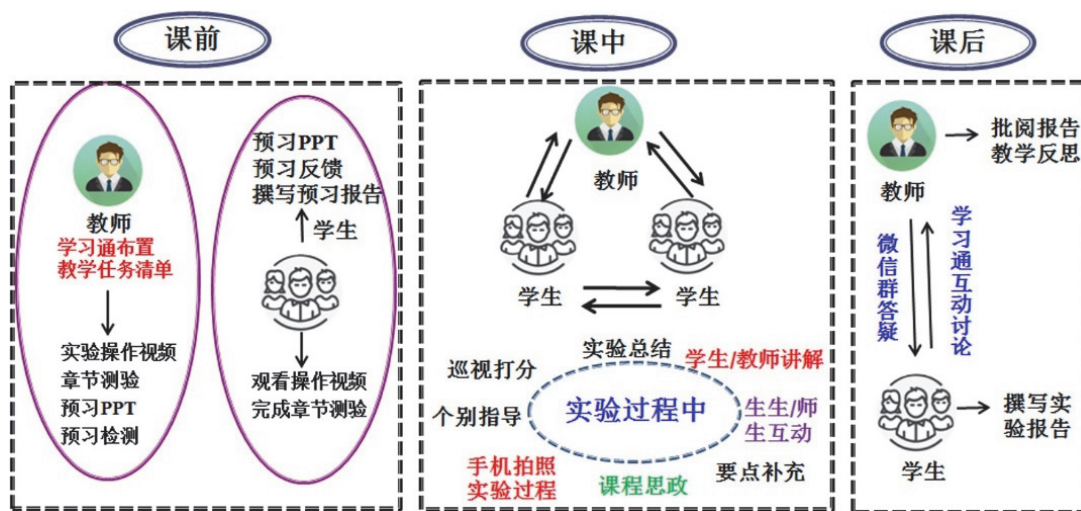 课前
教师
学习通布置
教学任务清单
实验操作视频
章节测验
预习PPT
预习检测
预习PPT
预习反馈
撰写预习报告
学生
观看操作视频
完成章节测验
课中
教师
学生
学生
实验总结
学生/教师讲解
巡视打分
个别指导
实验过程中
生生/师
生互动
手机拍照
实验过程
课程思政
要点补充
课后
教师
批阅报告
教学反思
微信群答疑
学习通互动讨论
学生
撰写实
验报告